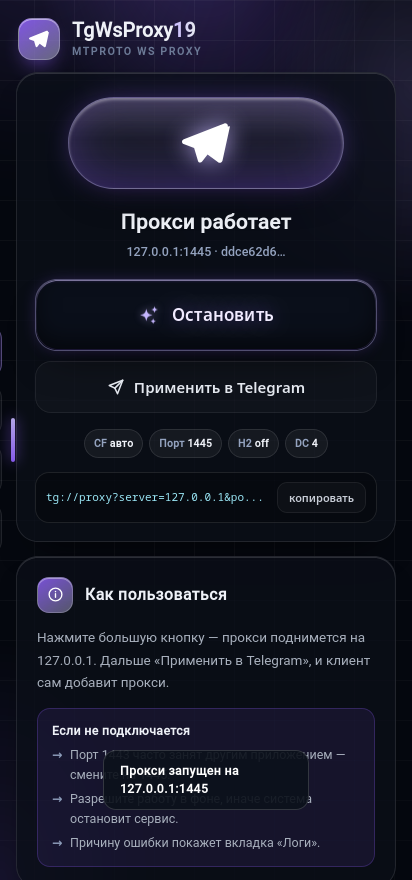 TgWsProxy19
MTPROTO WS PROXY
Прокси работает
127.0.0.1:1445 · ddce62d6…
Остановить
Применить в Telegram
CF авто
Порт 1445
H2 off
DC 4
tg://proxy?server=127.0.0.1&po...
копировать
Как пользоваться
Нажмите большую кнопку — прокси поднимется на
127.0.0.1. Дальше «Применить в Telegram», и клиент
сам добавит прокси.
Если не подключается
→ Порт 1443 часто занят другим приложением —
смените
→ Разрешите работу в фоне, иначе система
остановит сервис.
→ Причину ошибки покажет вкладка «Логи».
Прокси запущен на
127.0.0.1:1445